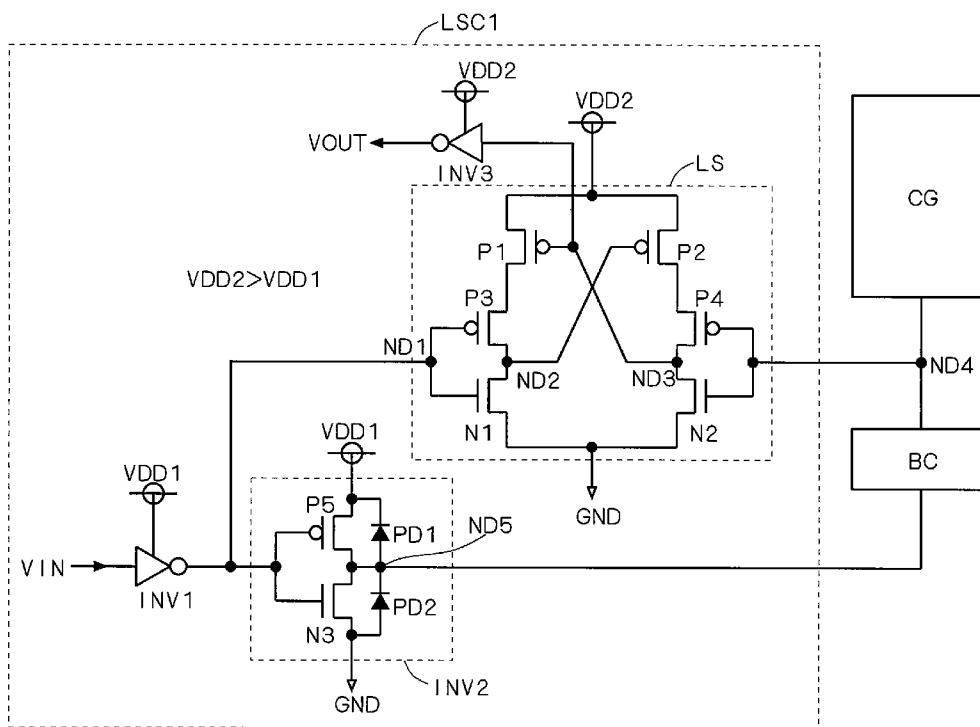 LSC1
VDD2
VDD2
VOUT
INV3
LS
CG
P1
P2
VDD2>VDD1
P3
P4
ND1
ND2
ND3
ND4
N1
N2
VDD1
BC
VDD1
P5
PD1
ND5
GND
VIN
INV1
N3
PD2
INV2
GND